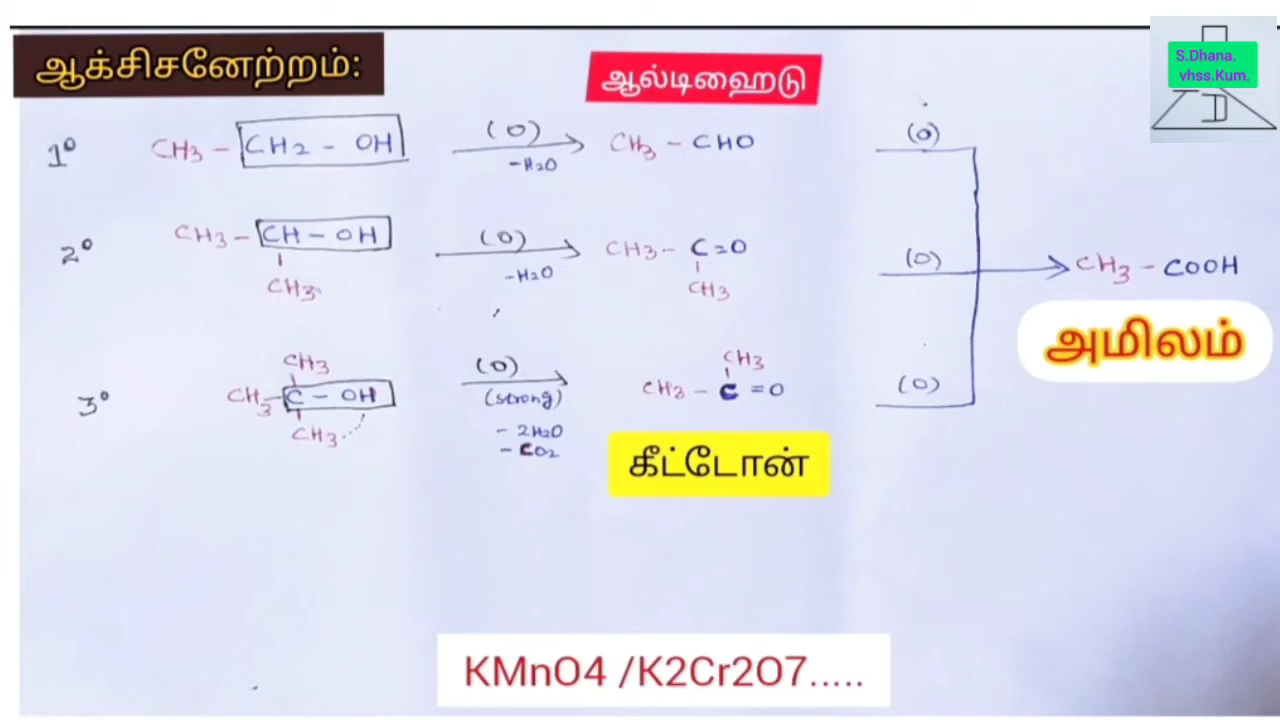 ஆக்சிசனேற்றம்:
ஆல்டிஹைடு
S.Dhana.
vhss.Kum.
D
1° CH3 - CH2 - OH (O) -H2O CH3 - CHO (O)
2° CH3 - CH - OH (O) -H2O CH3 - C=O (O) CH3 - COOH
CH3 CH3
அமிலம்
CH3 CH3
3° CH3 - C - OH (O) (strong) CH3 - C =O (O)
CH3 - 2H2O
- CO2
கீட்டோன்
KMnO4 /K2Cr2O7.....